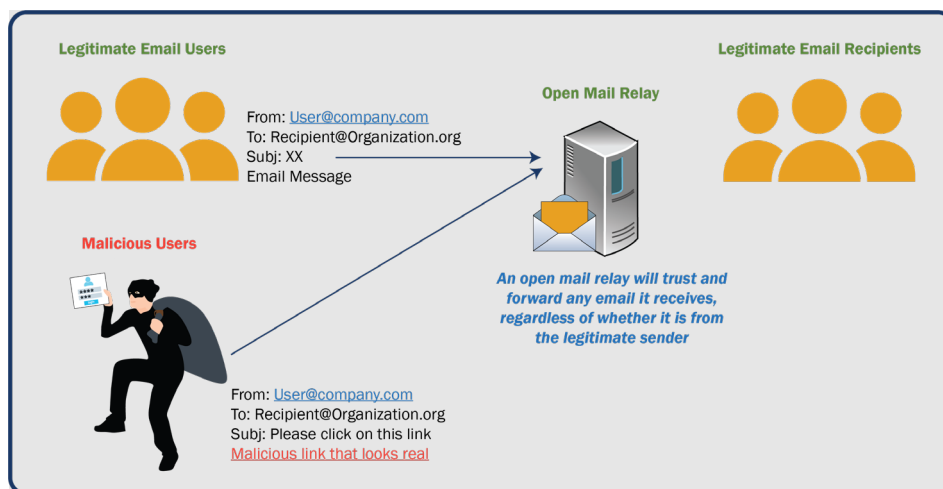 Legitimate Email Users
Legitimate Email Recipients
Open Mail Relay
From: User@company.com
To: Recipient@Organization.org
Subj: XX
Email Message
Malicious Users
An open mail relay will trust and
forward any email it receives,
regardless of whether it is from
the legitimate sender
From: User@company.com
To: Recipient@Organization.org
Subj: Please click on this link
Malicious link that looks real